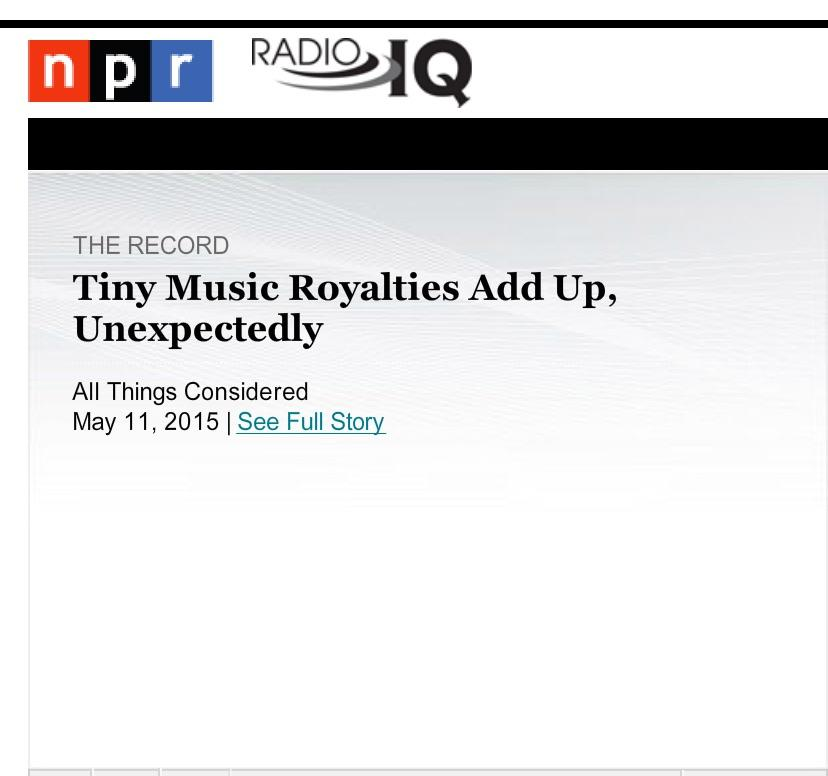 npr RADIO IQ
THE RECORD
Tiny Music Royalties Add Up,
Unexpectedly
All Things Considered
May 11, 2015 | See Full Story